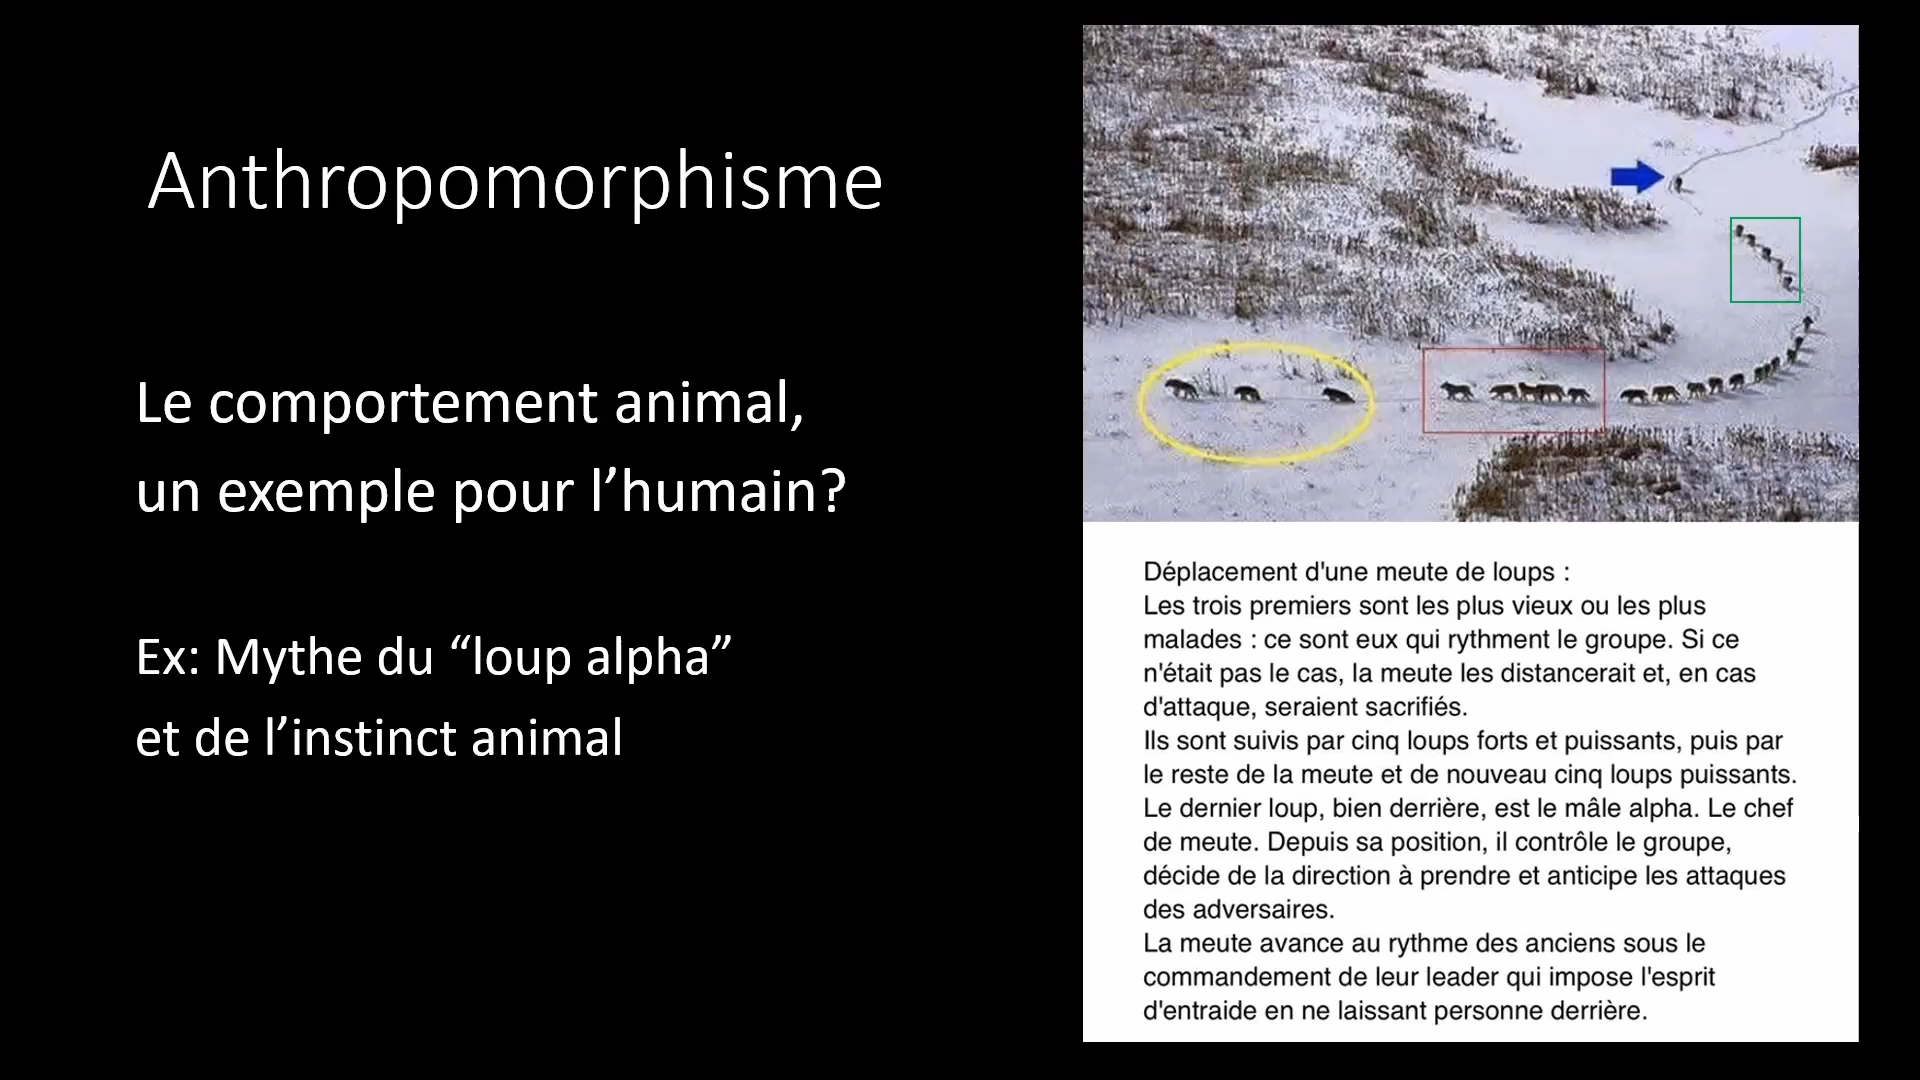 Anthropomorphisme
Le comportement animal,
un exemple pour l’humain?
Ex: Mythe du “loup alpha”
et de l’instinct animal
Déplacement d'une meute de loups :
Les trois premiers sont les plus vieux ou les plus
malades : ce sont eux qui rythment le groupe. Si ce
n'était pas le cas, la meute les distancerait et, en cas
d'attaque, seraient sacrifiés.
Ils sont suivis par cinq loups forts et puissants, puis par
le reste de la meute et de nouveau cinq loups puissants.
Le dernier loup, bien derrière, est le mâle alpha. Le chef
de meute. Depuis sa position, il contrôle le groupe,
décide de la direction à prendre et anticipe les attaques
des adversaires.
La meute avance au rythme des anciens sous le
commandement de leur leader qui impose l'esprit
d'entraide en ne laissant personne derrière.